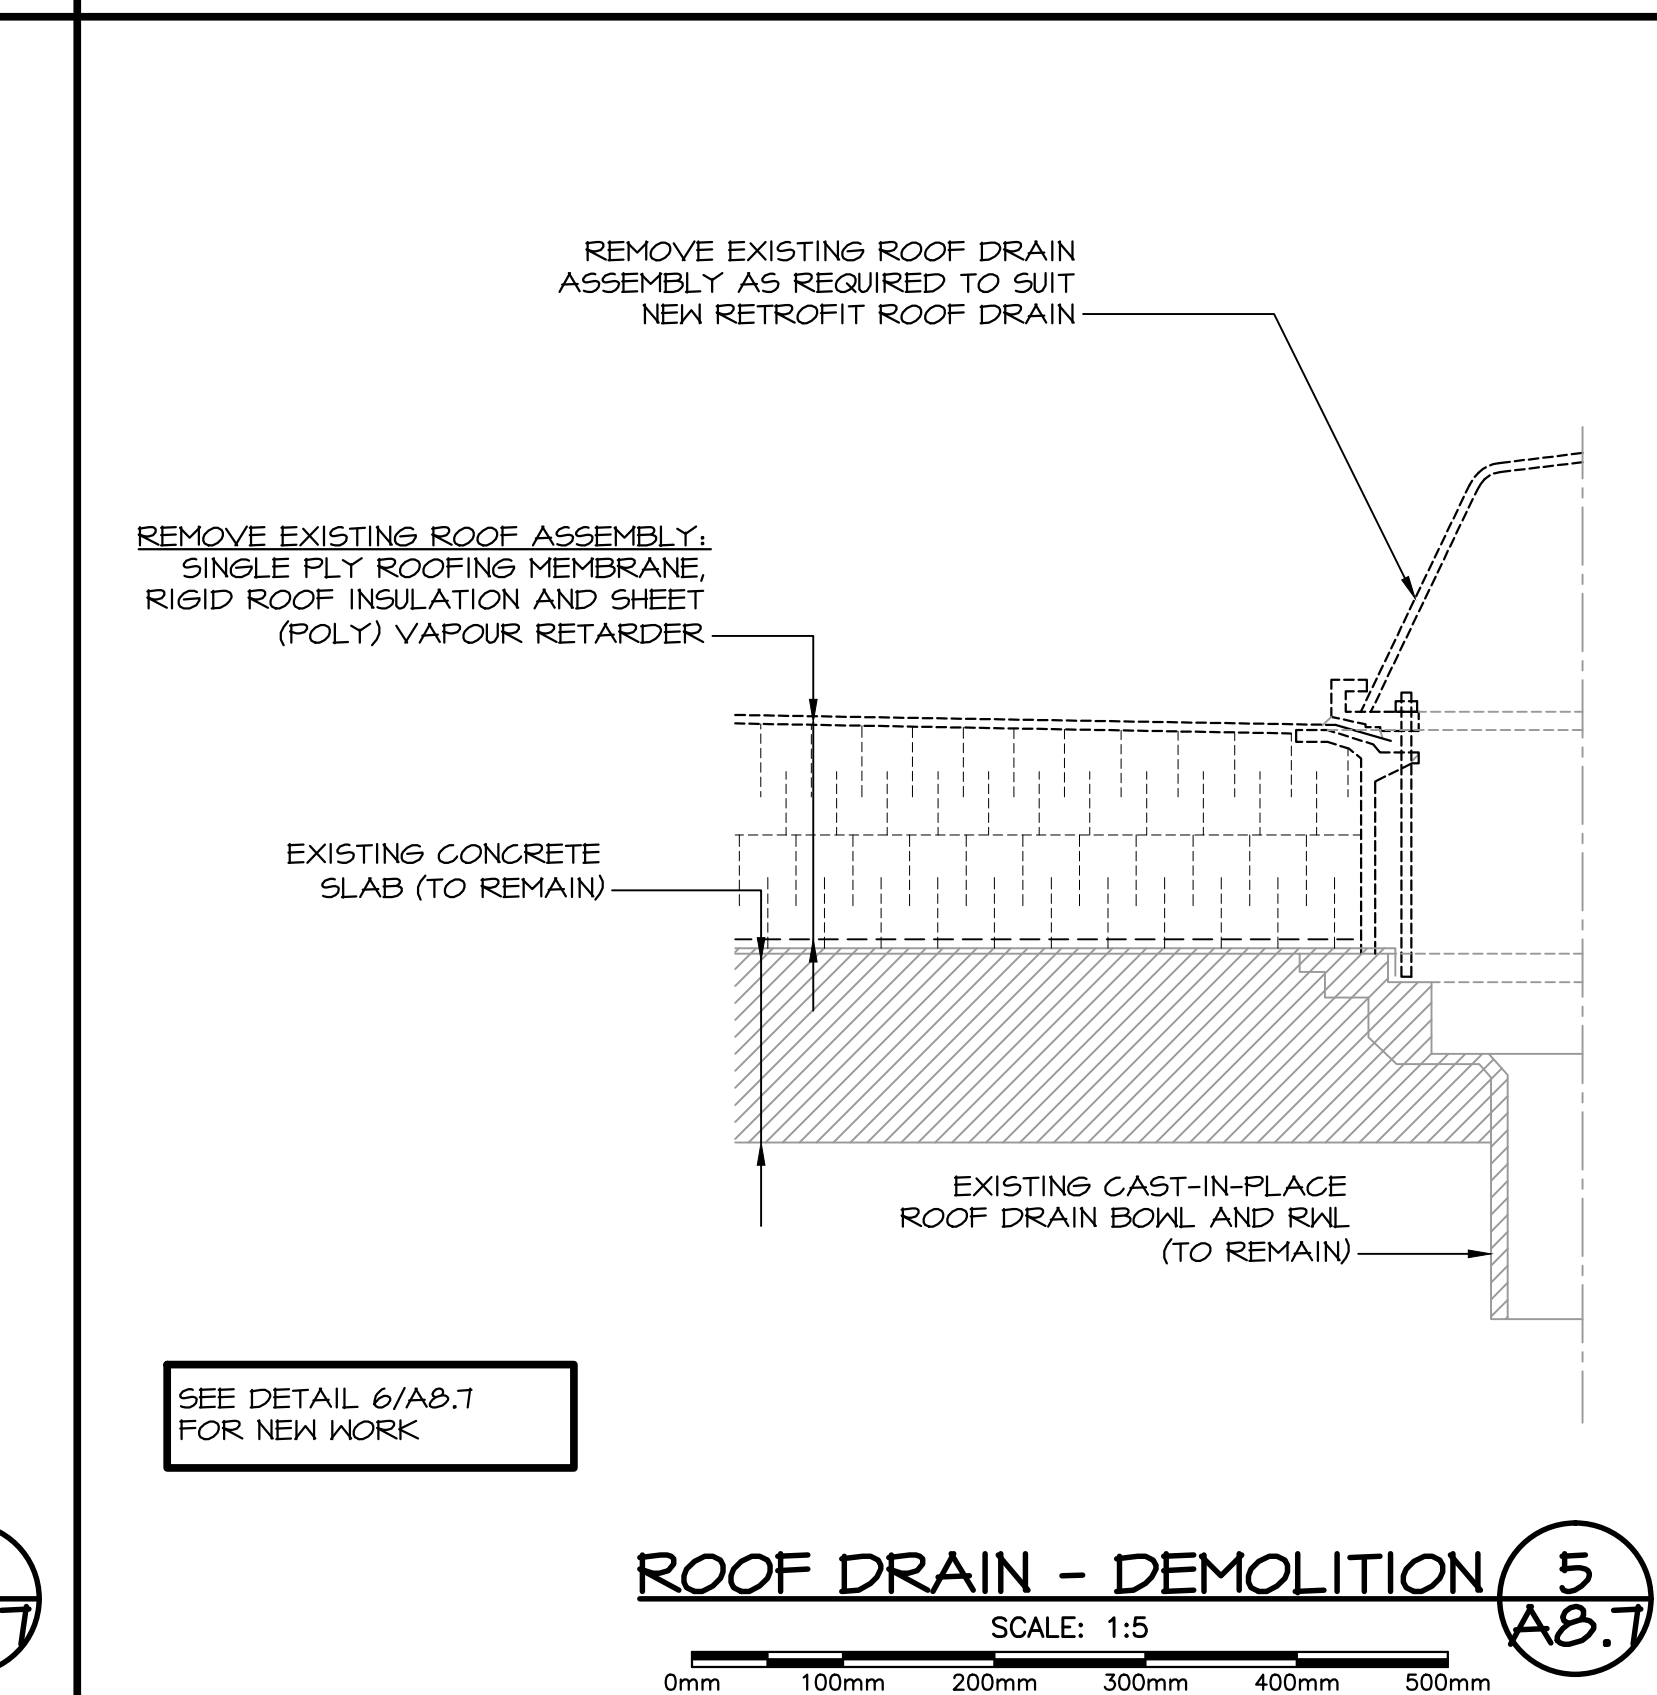 REMOVE EXISTING ROOF DRAIN
ASSEMBLY AS REQUIRED TO SUIT
NEW RETROFIT ROOF DRAIN
REMOVE EXISTING ROOF ASSEMBLY:
SINGLE PLY ROOFING MEMBRANE,
RIGID ROOF INSULATION AND SHEET
(POLY) VAPOUR RETARDER
EXISTING CONCRETE
SLAB (TO REMAIN)
EXISTING CAST-IN-PLACE
ROOF DRAIN BOWL AND RWL
(TO REMAIN)
SEE DETAIL 6/A8.7
FOR NEW WORK
ROOF DRAIN - DEMOLITION
5
A8.7
SCALE: 1:5
0mm 100mm 200mm 300mm 400mm 500mm
7